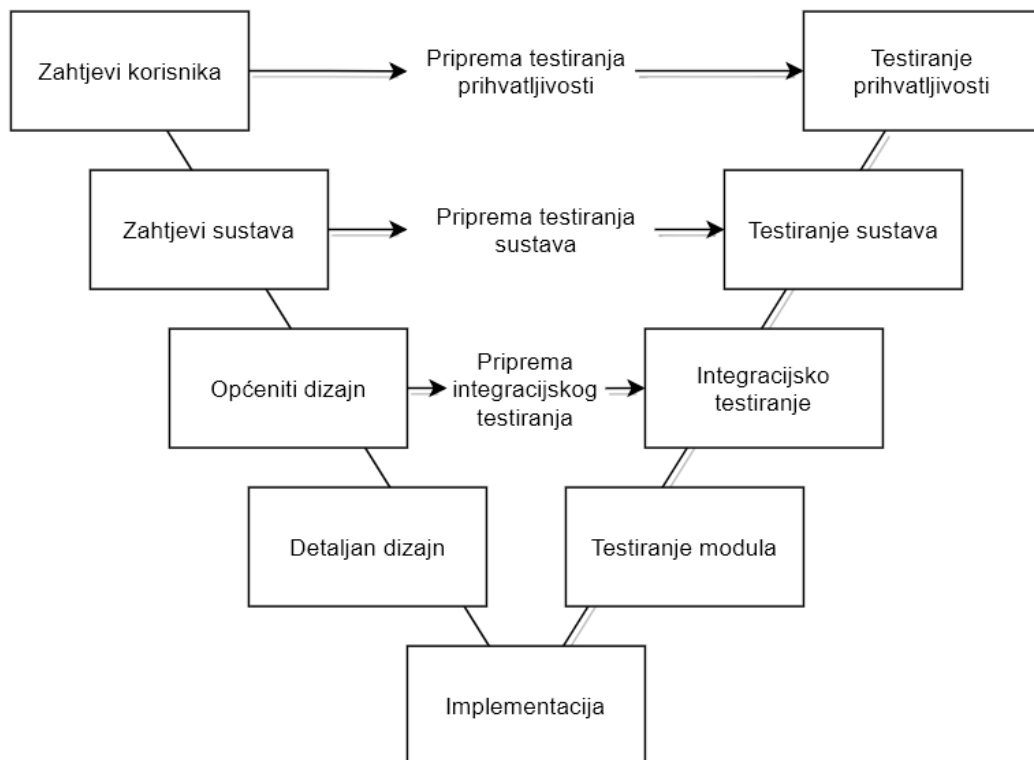 Zahtjevi korisnika
Priprema testiranja
prihvatljivosti
Testiranje
prihvatljivosti
Zahtjevi sustava
Priprema testiranja
sustava
Testiranje sustava
Općeniti dizajn
Priprema
integracijskog
testiranja
Integracijsko
testiranje
Detaljan dizajn
Testiranje modula
Implementacija